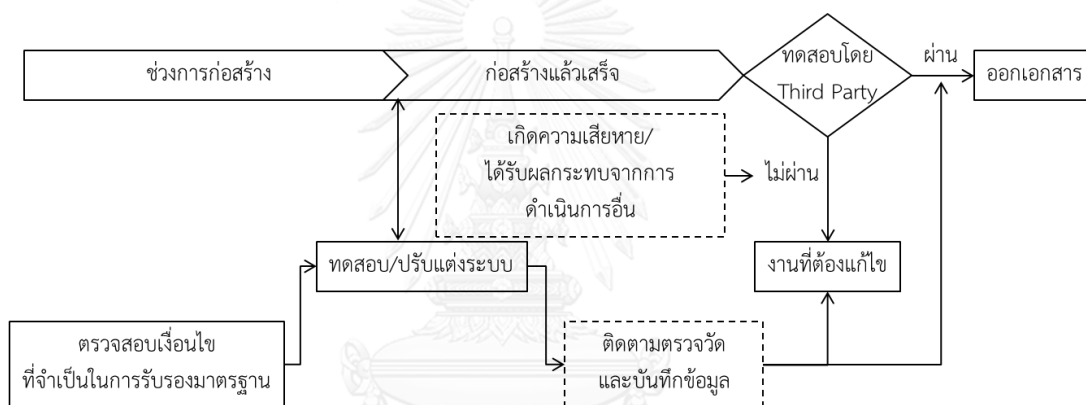 ช่วงการก่อสร้าง
ก่อสร้างแล้วเสร็จ
ทดสอบโดย
Third Party
ผ่าน
ออกเอกสาร
เกิดความเสียหาย/
ได้รับผลกระทบจากการ
ดำเนินการอื่น
ไม่ผ่าน
ทดสอบ/ปรับแต่งระบบ
งานที่ต้องแก้ไข
ตรวจสอบเงื่อนไข
ที่จำเป็นในการรับรองมาตรฐาน
ติดตามตรวจวัด
และบันทึกข้อมูล